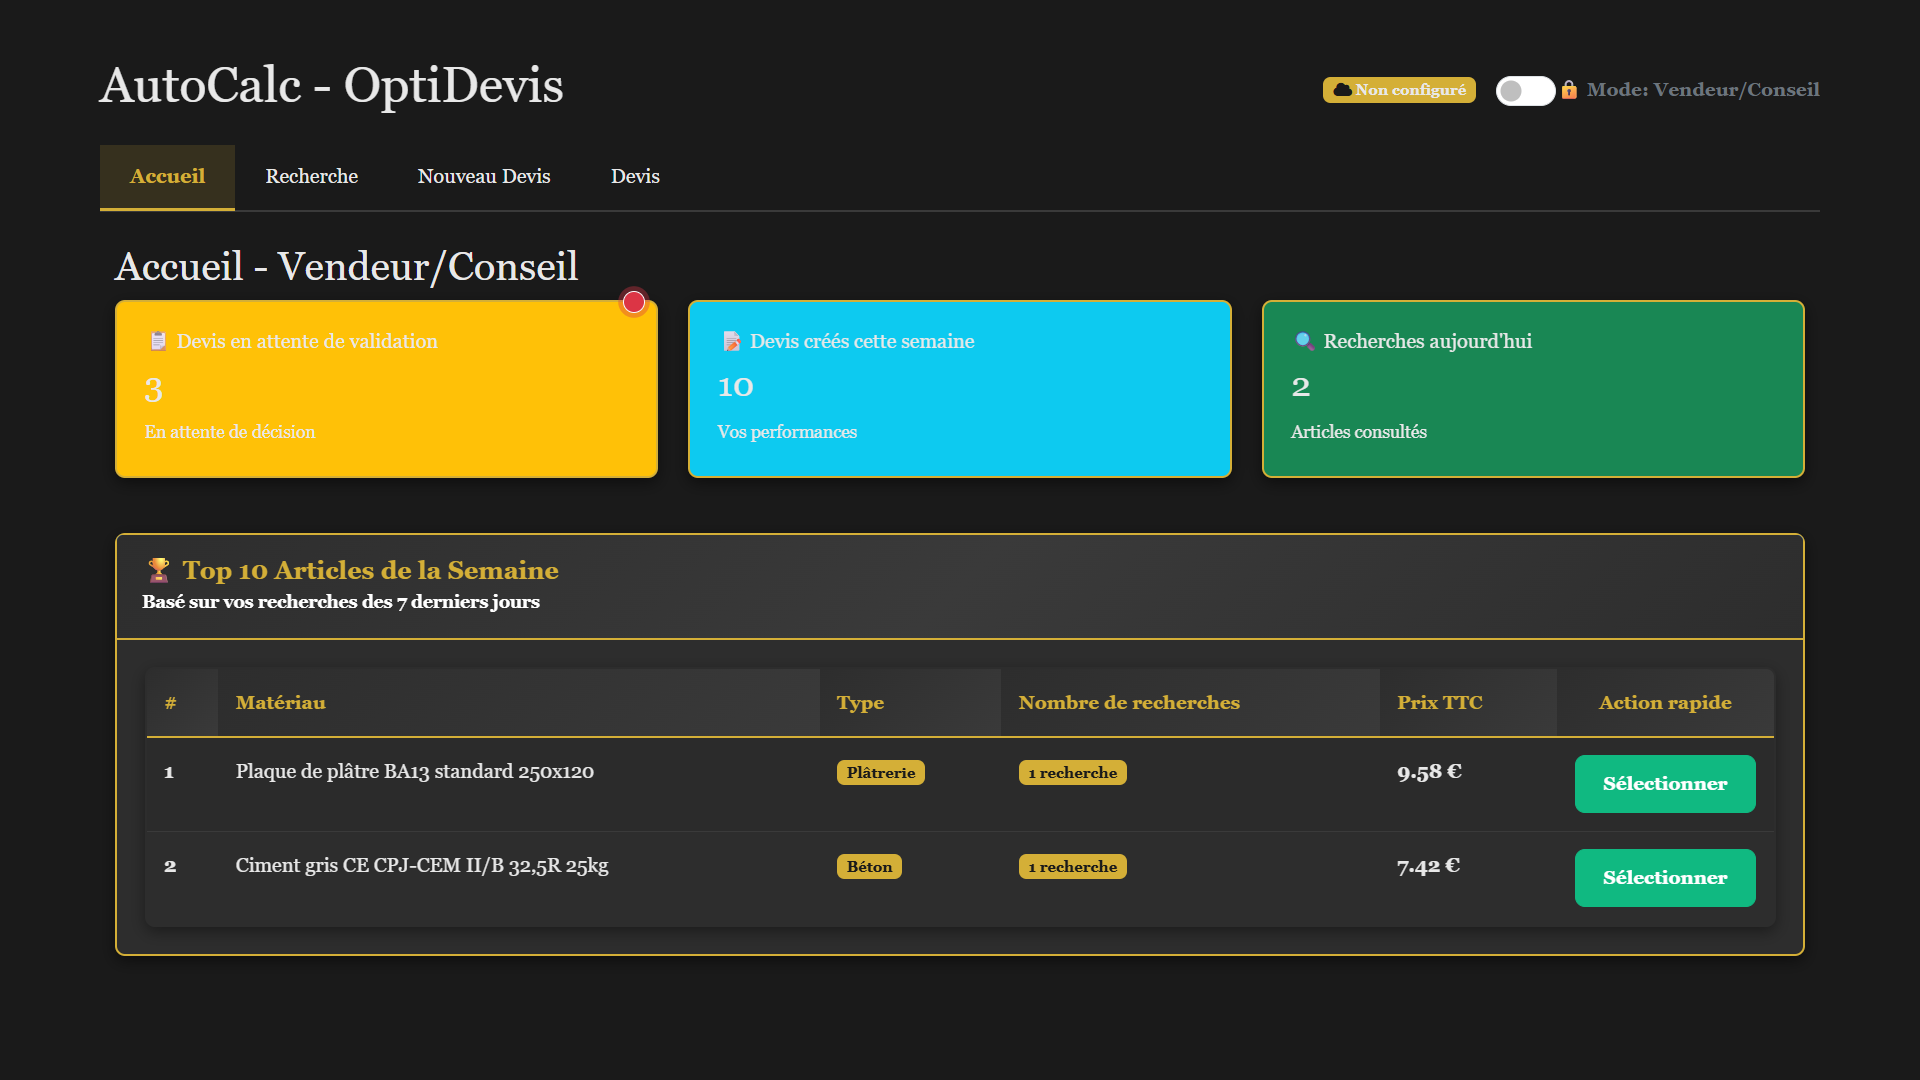 AutoCalc - OptiDevis
Non configuré
Mode: Vendeur/Conseil
Accueil
Recherche
Nouveau Devis
Devis
Accueil - Vendeur/Conseil
Devis en attente de validation
3
En attente de décision
Devis créés cette semaine
10
Vos performances
Recherches aujourd'hui
2
Articles consultés
Top 10 Articles de la Semaine
Basé sur vos recherches des 7 derniers jours
# Matériau Type Nombre de recherches Prix TTC Action rapide
1 Plaque de plâtre BA13 standard 250x120 Plâtrerie 1 recherche 9.58 € Sélectionner
2 Ciment gris CE CPJ-CEM II/B 32,5R 25kg Béton 1 recherche 7.42 € Sélectionner